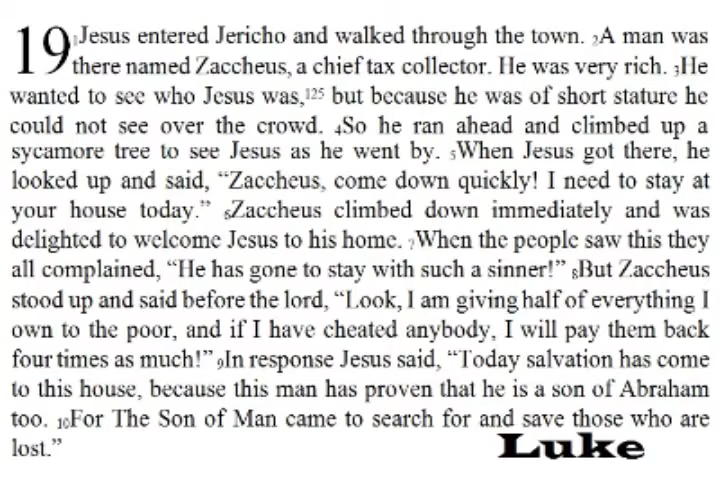 19 1Jesus entered Jericho and walked through the town. 2A man was
there named Zaccheus, a chief tax collector. He was very rich. 3He
wanted to see who Jesus was,125 but because he was of short stature he
could not see over the crowd. 4So he ran ahead and climbed up a
sycamore tree to see Jesus as he went by. 5When Jesus got there, he
looked up and said, “Zaccheus, come down quickly! I need to stay at
your house today.” 6Zaccheus climbed down immediately and was
delighted to welcome Jesus to his home. 7When the people saw this they
all complained, “He has gone to stay with such a sinner!” 8But Zaccheus
stood up and said before the lord, “Look, I am giving half of everything I
own to the poor, and if I have cheated anybody, I will pay them back
four times as much!” 9In response Jesus said, “Today salvation has come
to this house, because this man has proven that he is a son of Abraham
too. 10For The Son of Man came to search for and save those who are
lost.”
Luke